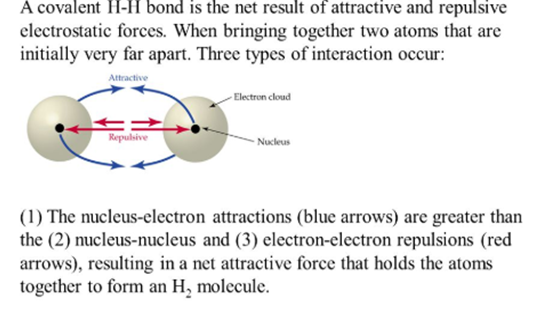 A covalent H-H bond is the net result of attractive and repulsive
electrostatic forces. When bringing together two atoms that are
initially very far apart. Three types of interaction occur:
Attractive
Electron cloud
Repulsive
Nucleus
(1) The nucleus-electron attractions (blue arrows) are greater than
the (2) nucleus-nucleus and (3) electron-electron repulsions (red
arrows), resulting in a net attractive force that holds the atoms
together to form an H₂ molecule.